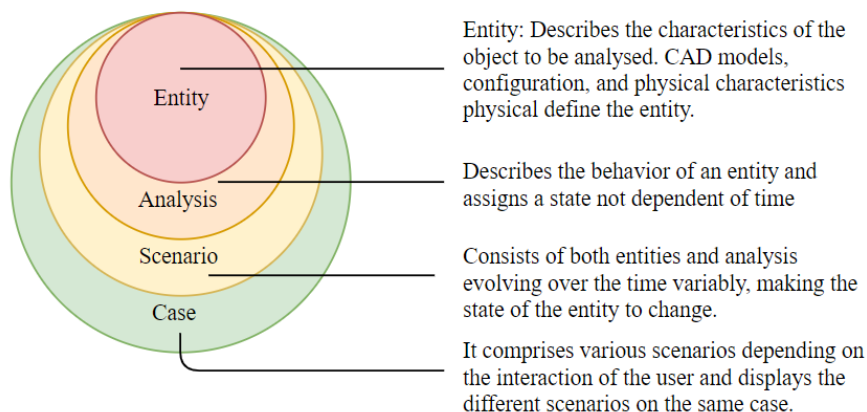 Entity
Analysis
Scenario
Case
Entity: Describes the characteristics of the
object to be analysed. CAD models,
configuration, and physical characteristics
physical define the entity.
Describes the behavior of an entity and
assigns a state not dependent of time
Consists of both entities and analysis
evolving over the time variably, making the
state of the entity to change.
It comprises various scenarios depending on
the interaction of the user and displays the
different scenarios on the same case.